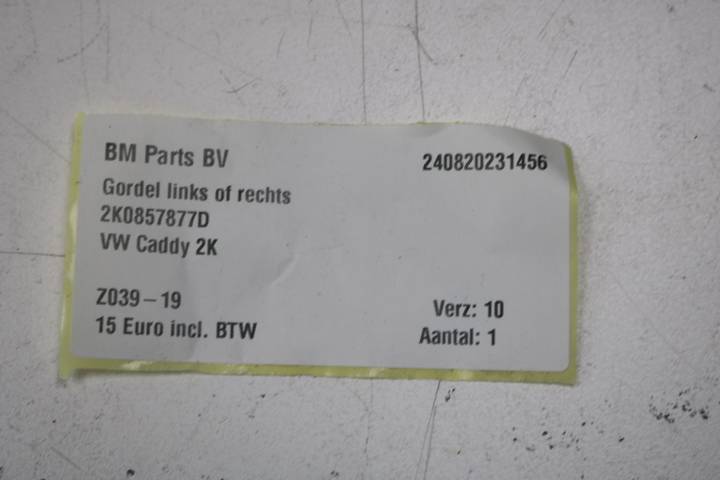 BM Parts BV 240820231456
Gordel links of rechts
2K0857877D
VW Caddy 2K
Z039 – 19 Verz: 10
15 Euro incl. BTW Aantal: 1